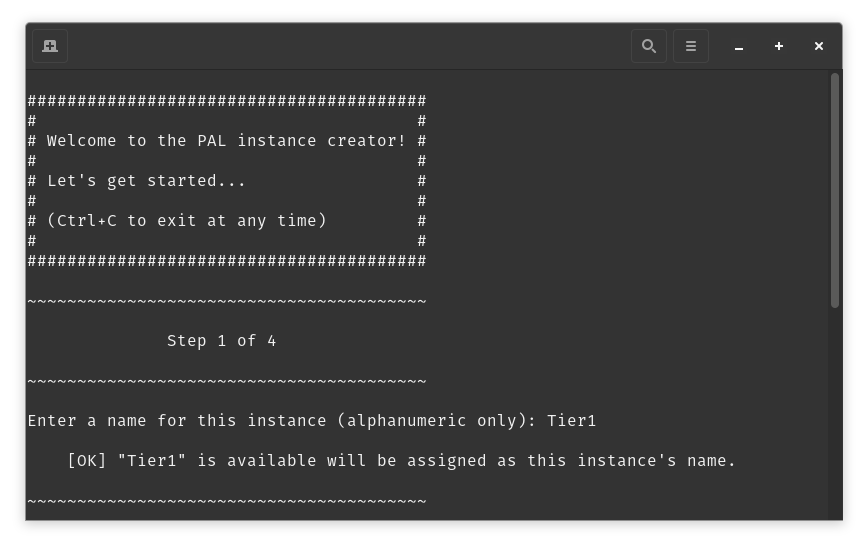 ########################################
#                                      #
# Welcome to the PAL instance creator! #
#                                      #
# Let's get started...                 #
#                                      #
# (Ctrl+C to exit at any time)         #
#                                      #
########################################
~~~~~~~~~~~~~~~~~~~~~~~~~~~~~~~~~~~~~~~~
Step 1 of 4
~~~~~~~~~~~~~~~~~~~~~~~~~~~~~~~~~~~~~~~~
Enter a name for this instance (alphanumeric only): Tier1
[OK] "Tier1" is available will be assigned as this instance's name.
~~~~~~~~~~~~~~~~~~~~~~~~~~~~~~~~~~~~~~~~